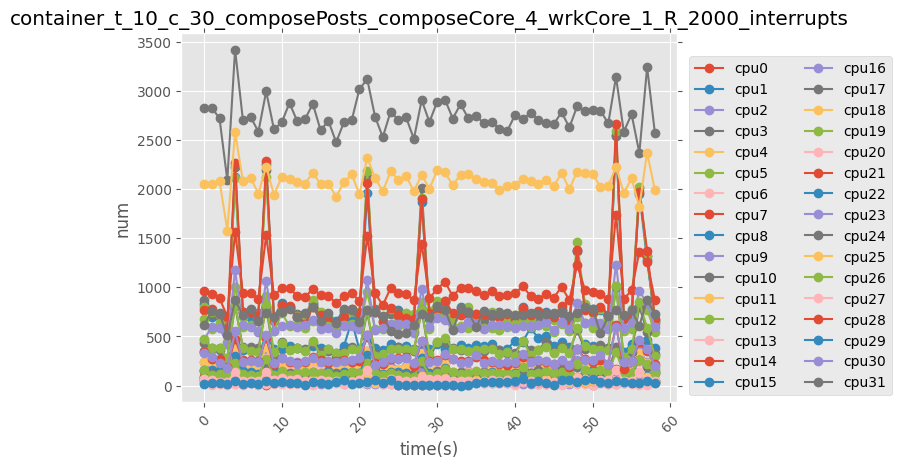 container_t_10_c_30_composePosts_composeCore_4_wrkCore_1_R_2000_interrupts
3500
3000
2500
2000
1500
1000
500
0
num
0
10
20
30
40
50
60
time(s)
cpu0
cpu1
cpu2
cpu3
cpu4
cpu5
cpu6
cpu7
cpu8
cpu9
cpu10
cpu11
cpu12
cpu13
cpu14
cpu15
cpu16
cpu17
cpu18
cpu19
cpu20
cpu21
cpu22
cpu23
cpu24
cpu25
cpu26
cpu27
cpu28
cpu29
cpu30
cpu31